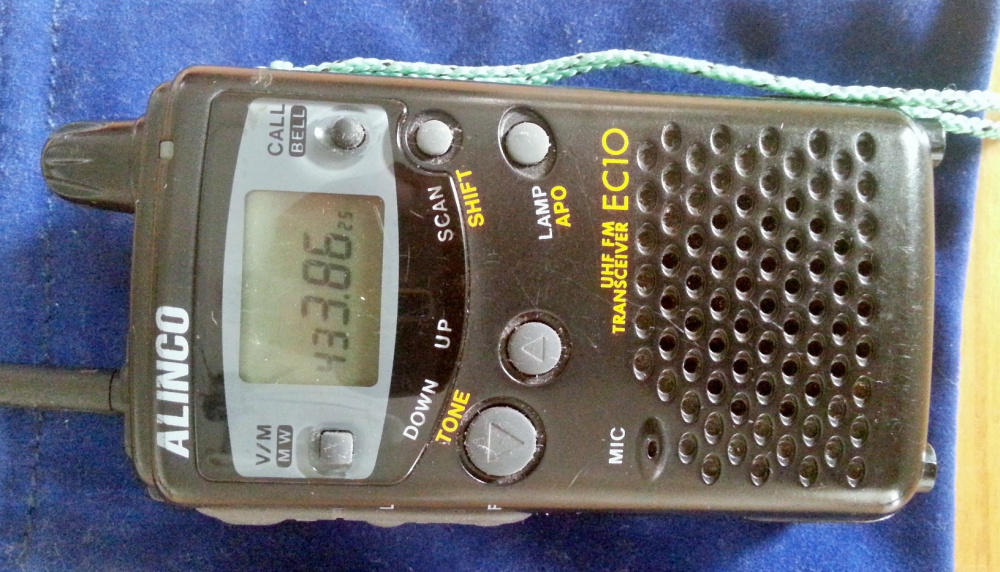 ALINCO
V/M
MW
CALL
BELL
433.86 25
DOWN
UP
SCAN
TONE
SHIFT
LAMP
APO
UHF FM
TRANSCEIVER EC10
MIC